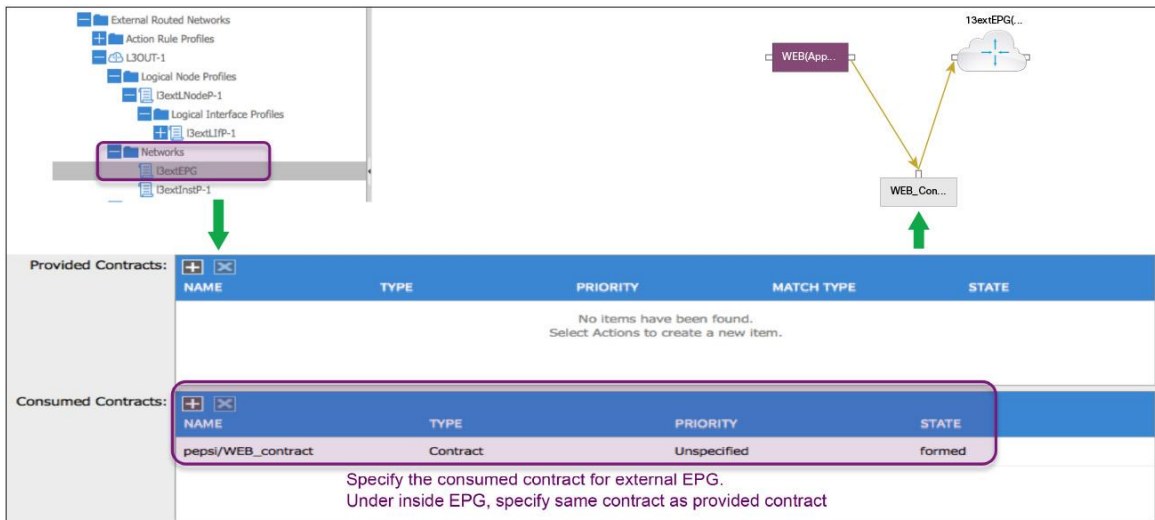 External Routed Networks
Action Rule Profiles
L3OUT-1
Logical Node Profiles
l3extLNodeP-1
Logical Interface Profiles
l3extLIfP-1
Networks
l3extEPG
l3extInstP-1
13extEPG(...
WEB(App...
WEB_Con...
Provided Contracts:
NAME TYPE PRIORITY MATCH TYPE STATE
No items have been found.
Select Actions to create a new item.
Consumed Contracts:
NAME TYPE PRIORITY STATE
pepsi/WEB_contract Contract Unspecified formed
Specify the consumed contract for external EPG.
Under inside EPG, specify same contract as provided contract